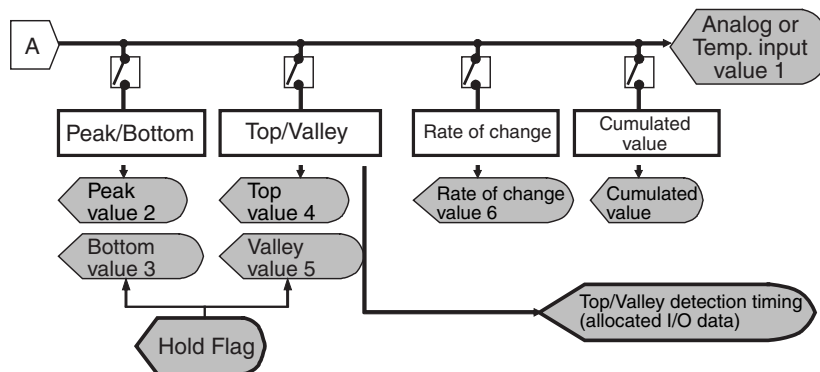 A
Analog or
Temp. input
value 1
Peak/Bottom
Top/Valley
Rate of change
Cumulated
value
Peak
value 2
Top
value 4
Rate of change
value 6
Cumulated
value
Bottom
value 3
Valley
value 5
Top/Valley detection timing
(allocated I/O data)
Hold Flag